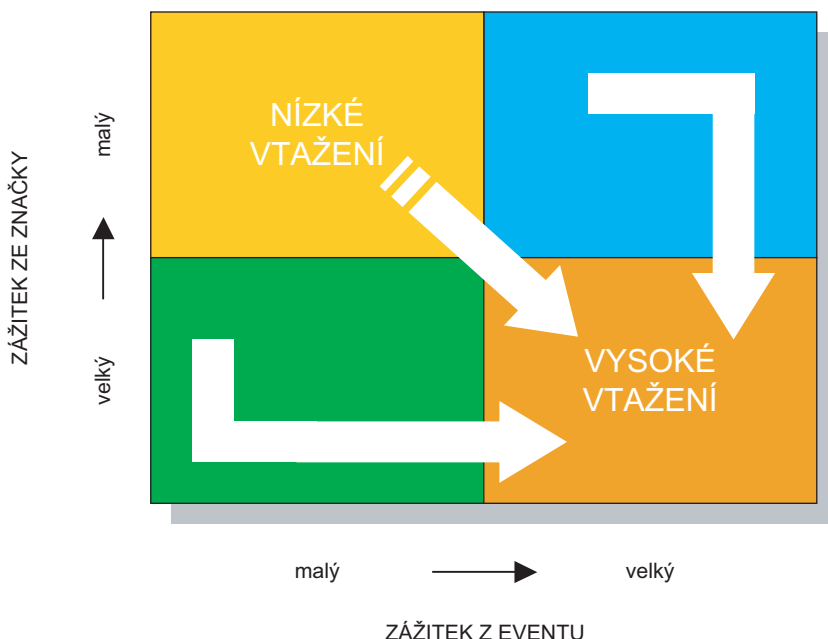 NÍZKÉ
VTAŽENÍ
ZÁŽITEK ZE ZNAČKY
malý
velký
VYSOKÉ
VTAŽENÍ
malý
velký
ZÁŽITEK Z EVENTU